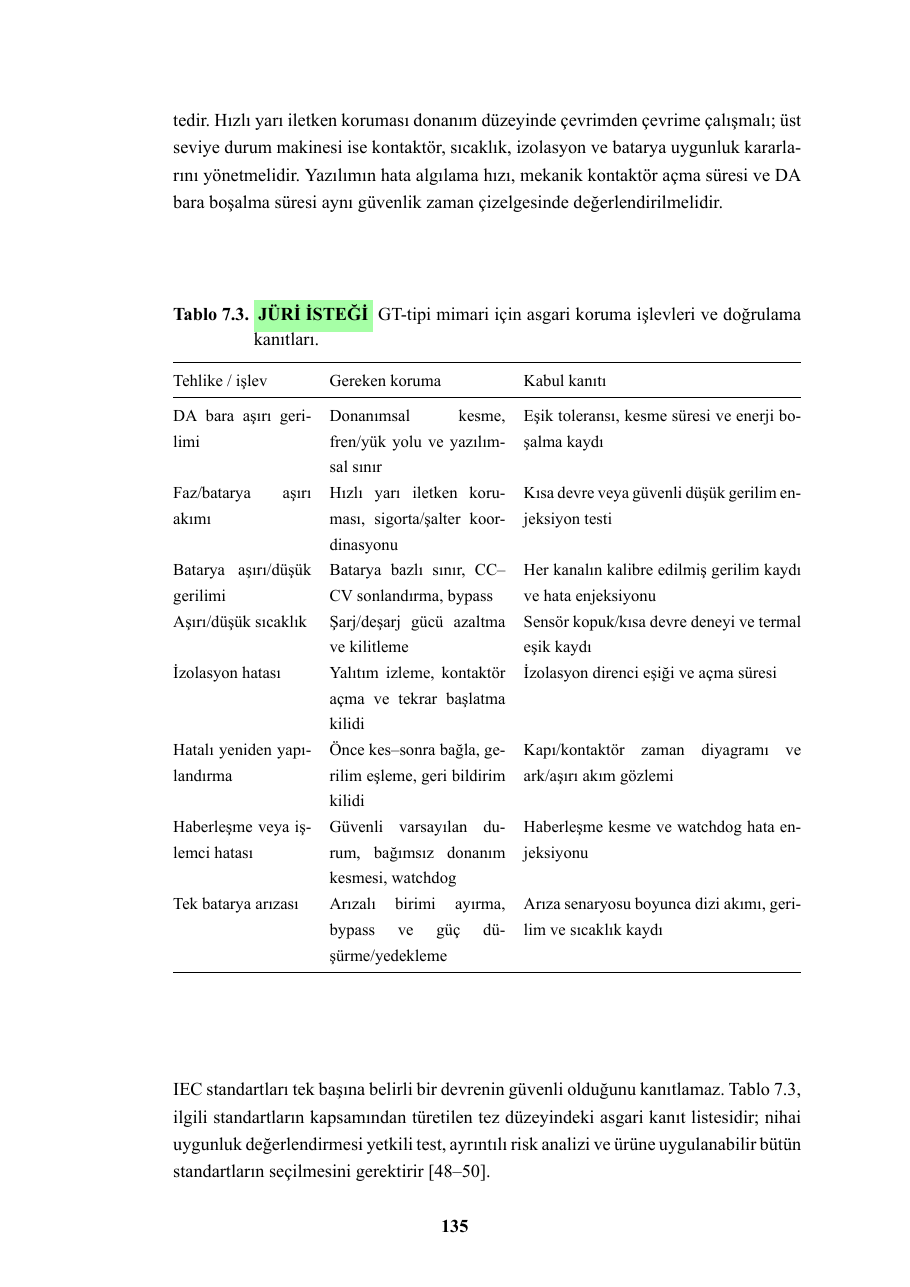 tedir. Hızlı yarı iletken koruması donanım düzeyinde çevrimden çevrime çalışmalı; üst
seviye durum makinesi ise kontaktör, sıcaklık, izolasyon ve batarya uygunluk kararla-
rını yönetmelidir. Yazılımın hata algılama hızı, mekanik kontaktör açma süresi ve DA
bara boşalma süresi aynı güvenlik zaman çizelgesinde değerlendirilmelidir.
Tablo 7.3. JÜRİ İSTEĞİ GT-tipi mimari için asgari koruma işlevleri ve doğrulama
kanıtları.
Tehlike / işlev Gereken koruma Kabul kanıtı
DA bara aşırı geri- Donanımsal kesme, Eşik toleransı, kesme süresi ve enerji bo-
limi fren/yük yolu ve yazılım- şalma kaydı
sal sınır
Faz/batarya aşırı Hızlı yarı iletken koru- Kısa devre veya güvenli düşük gerilim en-
akımı ması, sigorta/şalter koor- jeksiyon testi
dinasyonu
Batarya aşırı/düşük Batarya bazlı sınır, CC– Her kanalın kalibre edilmiş gerilim kaydı
gerilimi CV sonlandırma, bypass ve hata enjeksiyonu
Aşırı/düşük sıcaklık Şarj/deşarj gücü azaltma Sensör kopuk/kısa devre deneyi ve termal
ve kilitleme eşik kaydı
İzolasyon hatası Yalıtım izleme, kontaktör İzolasyon direnci eşiği ve açma süresi
açma ve tekrar başlatma
kilidi
Hatalı yeniden yapı- Önce kes–sonra bağla, ge- Kapı/kontaktör zaman diyagramı ve
landırma rilim eşleme, geri bildirim ark/aşırı akım gözlemi
kilidi
Haberleşme veya iş- Güvenli varsayılan du- Haberleşme kesme ve watchdog hata en-
lemci hatası rum, bağımsız donanım jeksiyonu
kesmesi, watchdog
Tek batarya arızası Arızalı birimi ayırma, Arıza senaryosu boyunca dizi akımı, geri-
bypass ve güç dü- lim ve sıcaklık kaydı
şürme/yedekleme
IEC standartları tek başına belirli bir devrenin güvenli olduğunu kanıtlamaz. Tablo 7.3,
ilgili standartların kapsamından türetilen tez düzeyindeki asgari kanıt listesidir; nihai
uygunluk değerlendirmesi yetkili test, ayrıntılı risk analizi ve ürüne uygulanabilir bütün
standartların seçilmesini gerektirir [48–50].
135